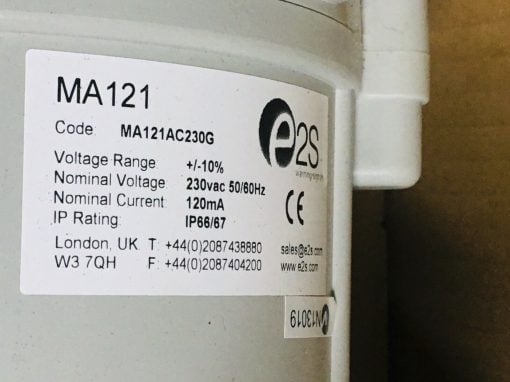 MA121
Code MA121AC230G
e2s
Voltage Range +/-10%
Nominal Voltage 230vac 50/60Hz
Nominal Current 120mA
IP Rating: IP66/67
CE
London, UK T: +44(0)2087438880
W3 7QH F: +44(0)2087404200
sales@e2s.com
www.e2s.com
N13019